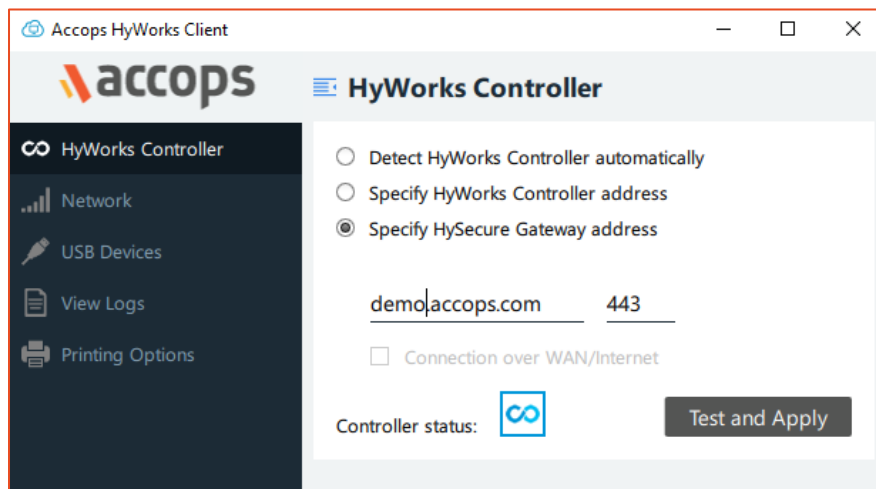 Accops HyWorks Client
accops
HyWorks Controller
HyWorks Controller
Network
USB Devices
View Logs
Printing Options
Detect HyWorks Controller automatically
Specify HyWorks Controller address
Specify HySecure Gateway address
demo.accops.com 443
Connection over WAN/Internet
Controller status:
Test and Apply